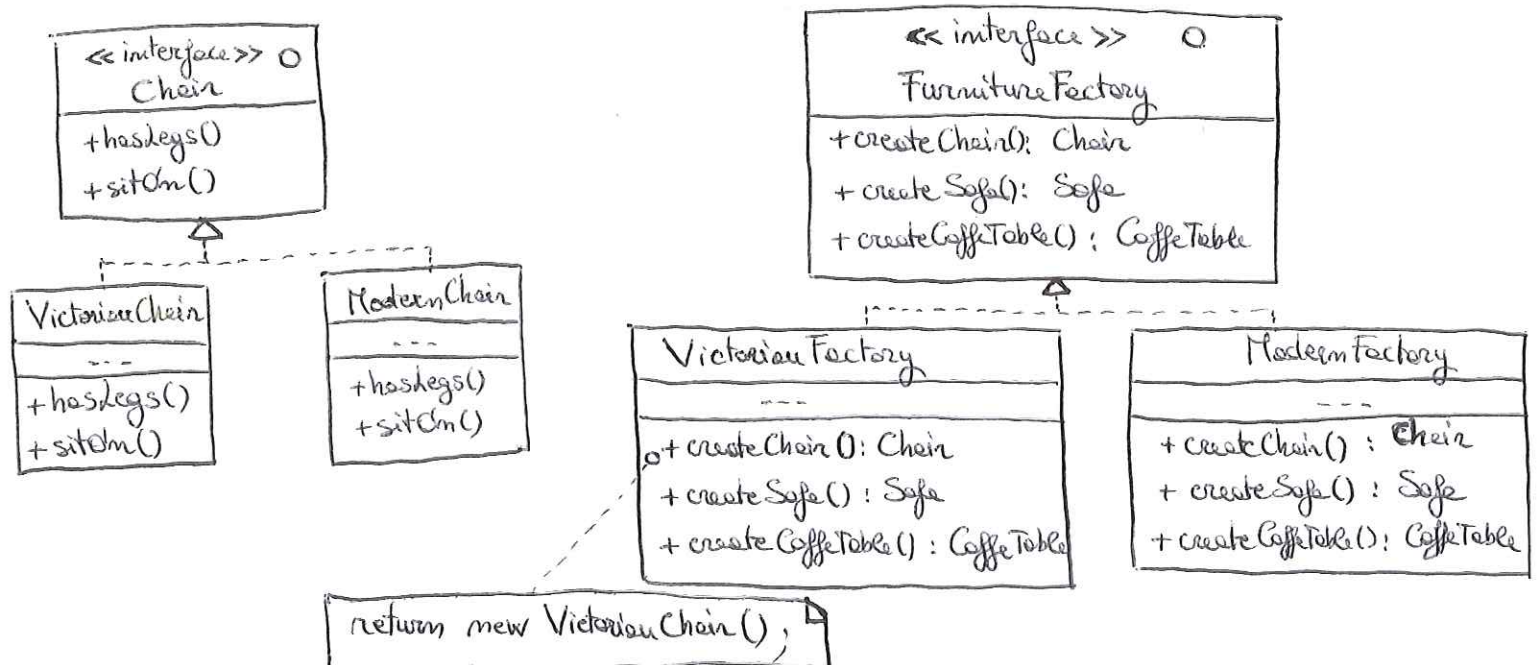 << interface >>
Chair
+hasLegs()
+sitOn()
VictorianChair
---
+hasLegs()
+sitOn()
ModernChair
---
+hasLegs()
+sitOn()
<< interface >>
FurnitureFactory
+createChair(): Chair
+ createSofa(): Sofa
+ createCoffeTable() : CoffeTable
VictorianFactory
---
+ createChair (): Chair
+ createSofa() : Sofa
+ createCoffeTable() : CoffeTable
ModernFactory
---
+ createChair() : Chair
+ createSofa() : Sofa
+ createCoffeTable(): CoffeTable
return new VictorianChair();